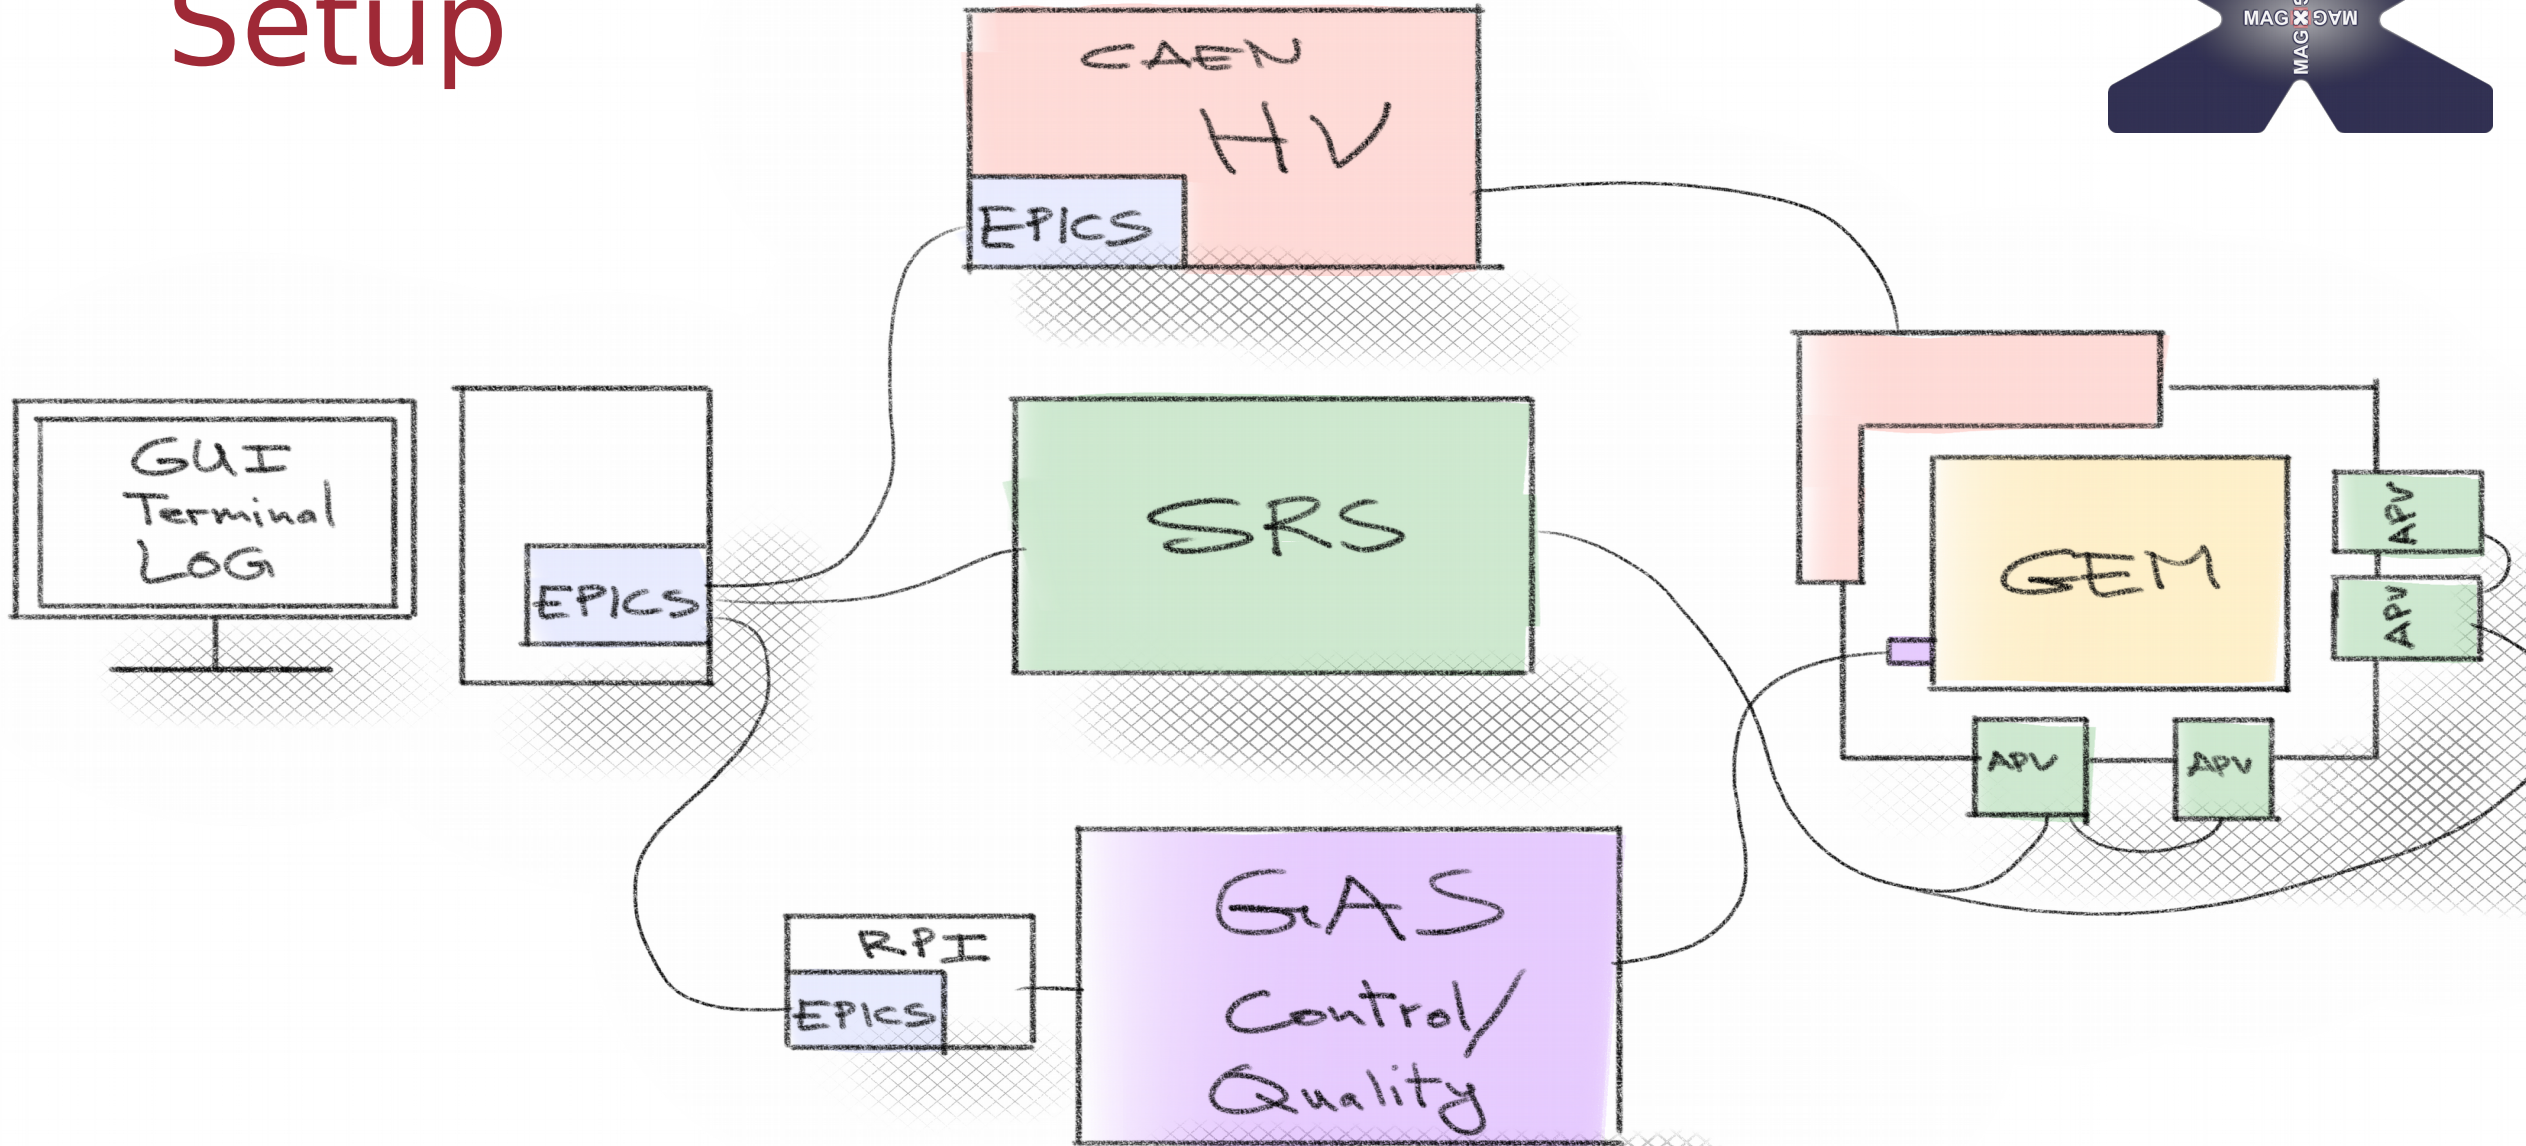 Setup
MAG
MAG
MAG
CAEN
HV
EPICS
GUI
Terminal
LOG
EPICS
SRS
GEM
APV
APV
APV
APV
RPI
EPICS
GAS
Control/
Quality